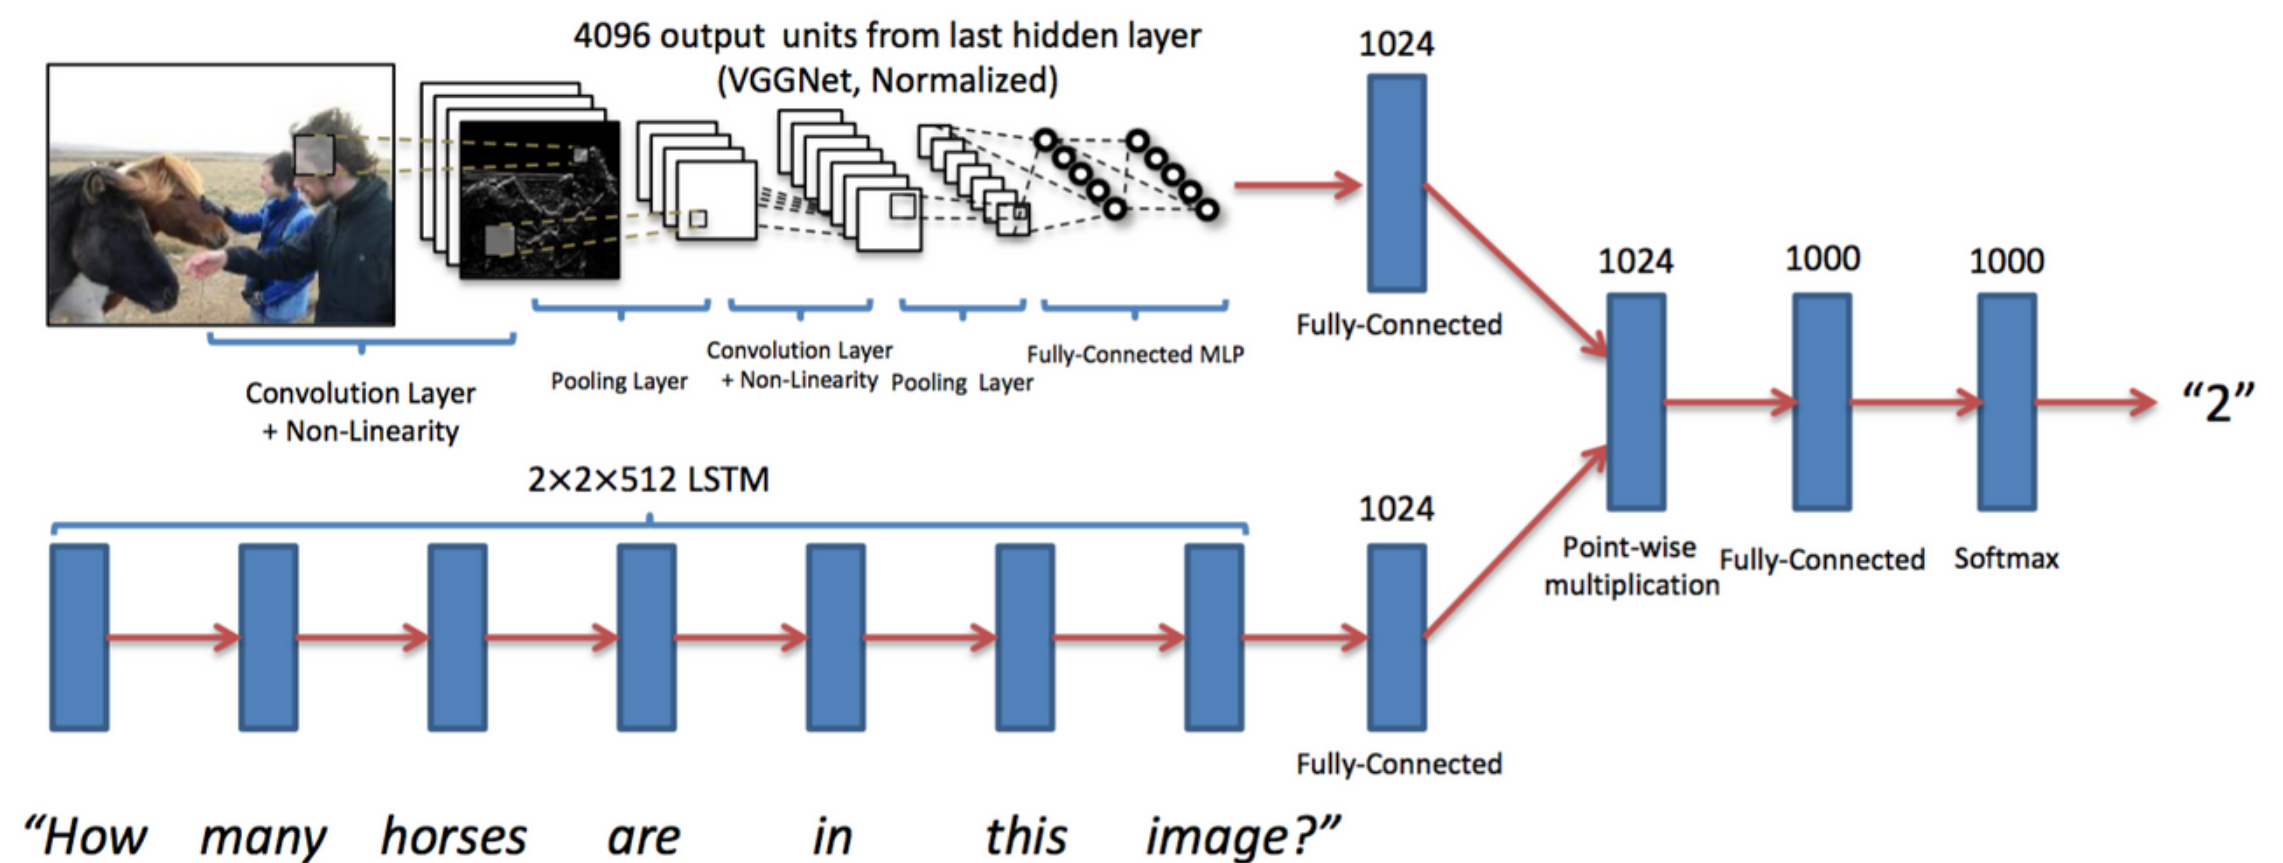 4096 output units from last hidden layer
(VGGNet, Normalized)
1024
Fully-Connected
Convolution Layer
+ Non-Linearity
Pooling Layer
Convolution Layer
+ Non-Linearity
Pooling Layer
Fully-Connected MLP
1024
Point-wise
multiplication
1000
Fully-Connected
1000
Softmax
“2”
2×2×512 LSTM
1024
Fully-Connected
“How many horses are in this image?”